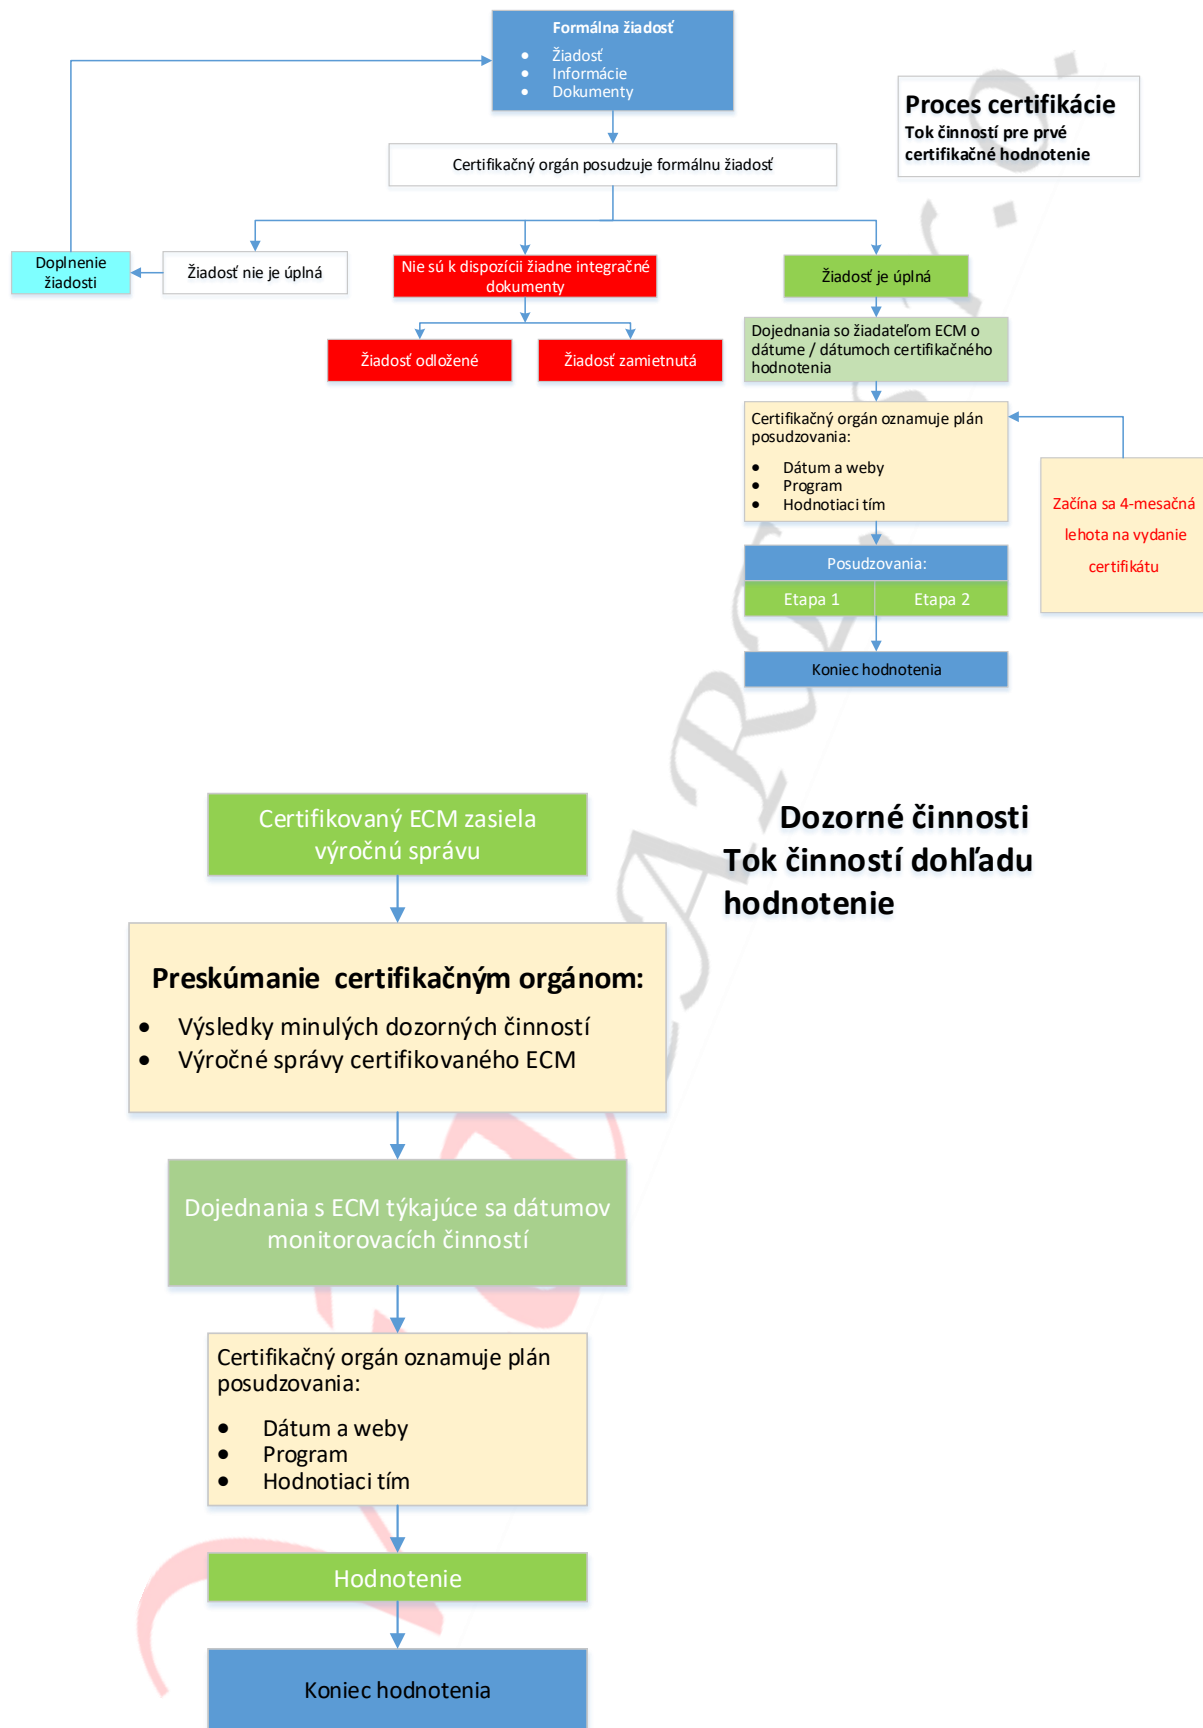 Formálna žiadosť
• Žiadosť
• Informácie
• Dokumenty
Proces certifikácie
Tok činností pre prvé
certifikačné hodnotenie
Certifikačný orgán posudzuje formálnu žiadosť
Doplnenie
žiadosti
Žiadosť nie je úplná
Nie sú k dispozícii žiadne integračné
dokumenty
Žiadosť je úplná
Žiadosť odložené
Žiadosť zamietnutá
Dojednania so žiadateľom ECM o
dátume / dátumoch certifikačného
hodnotenia
Certifikačný orgán oznamuje plán
posudzovania:
• Dátum a weby
• Program
• Hodnotiaci tím
Začína sa 4-mesačná
lehota na vydanie
certifikátu
Posudzovania:
Etapa 1
Etapa 2
Koniec hodnotenia
Certifikovaný ECM zasiela
výročnú správu
Dozorné činnosti
Tok činností dohľadu
hodnotenie
Preskúmanie certifikačným orgánom:
• Výsledky minulých dozorných činností
• Výročné správy certifikovaného ECM
Dojednania s ECM týkajúce sa dátumov
monitorovacích činností
Certifikačný orgán oznamuje plán
posudzovania:
• Dátum a weby
• Program
• Hodnotiaci tím
Hodnotenie
Koniec hodnotenia